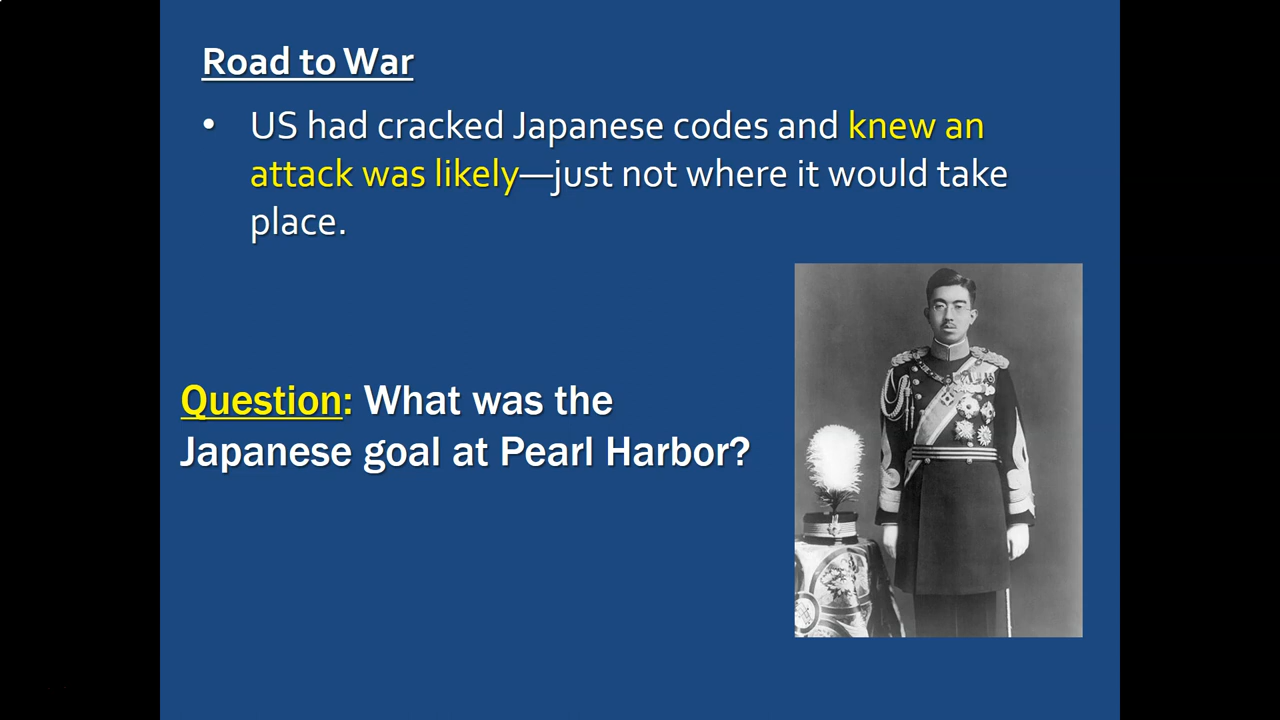 Road to War
• US had cracked Japanese codes and knew an
attack was likely—just not where it would take
place.
Question: What was the
Japanese goal at Pearl Harbor?